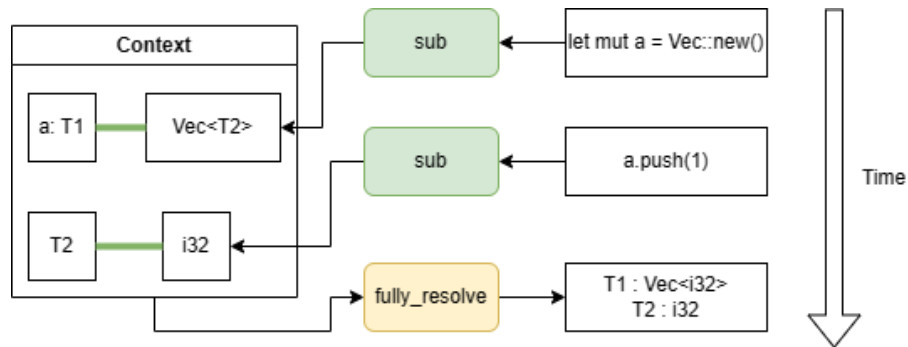 Context
sub
let mut a = Vec::new()
a: T1
Vec<T2>
sub
a.push(1)
Time
T2
i32
fully_resolve
T1 : Vec<i32>
T2 : i32